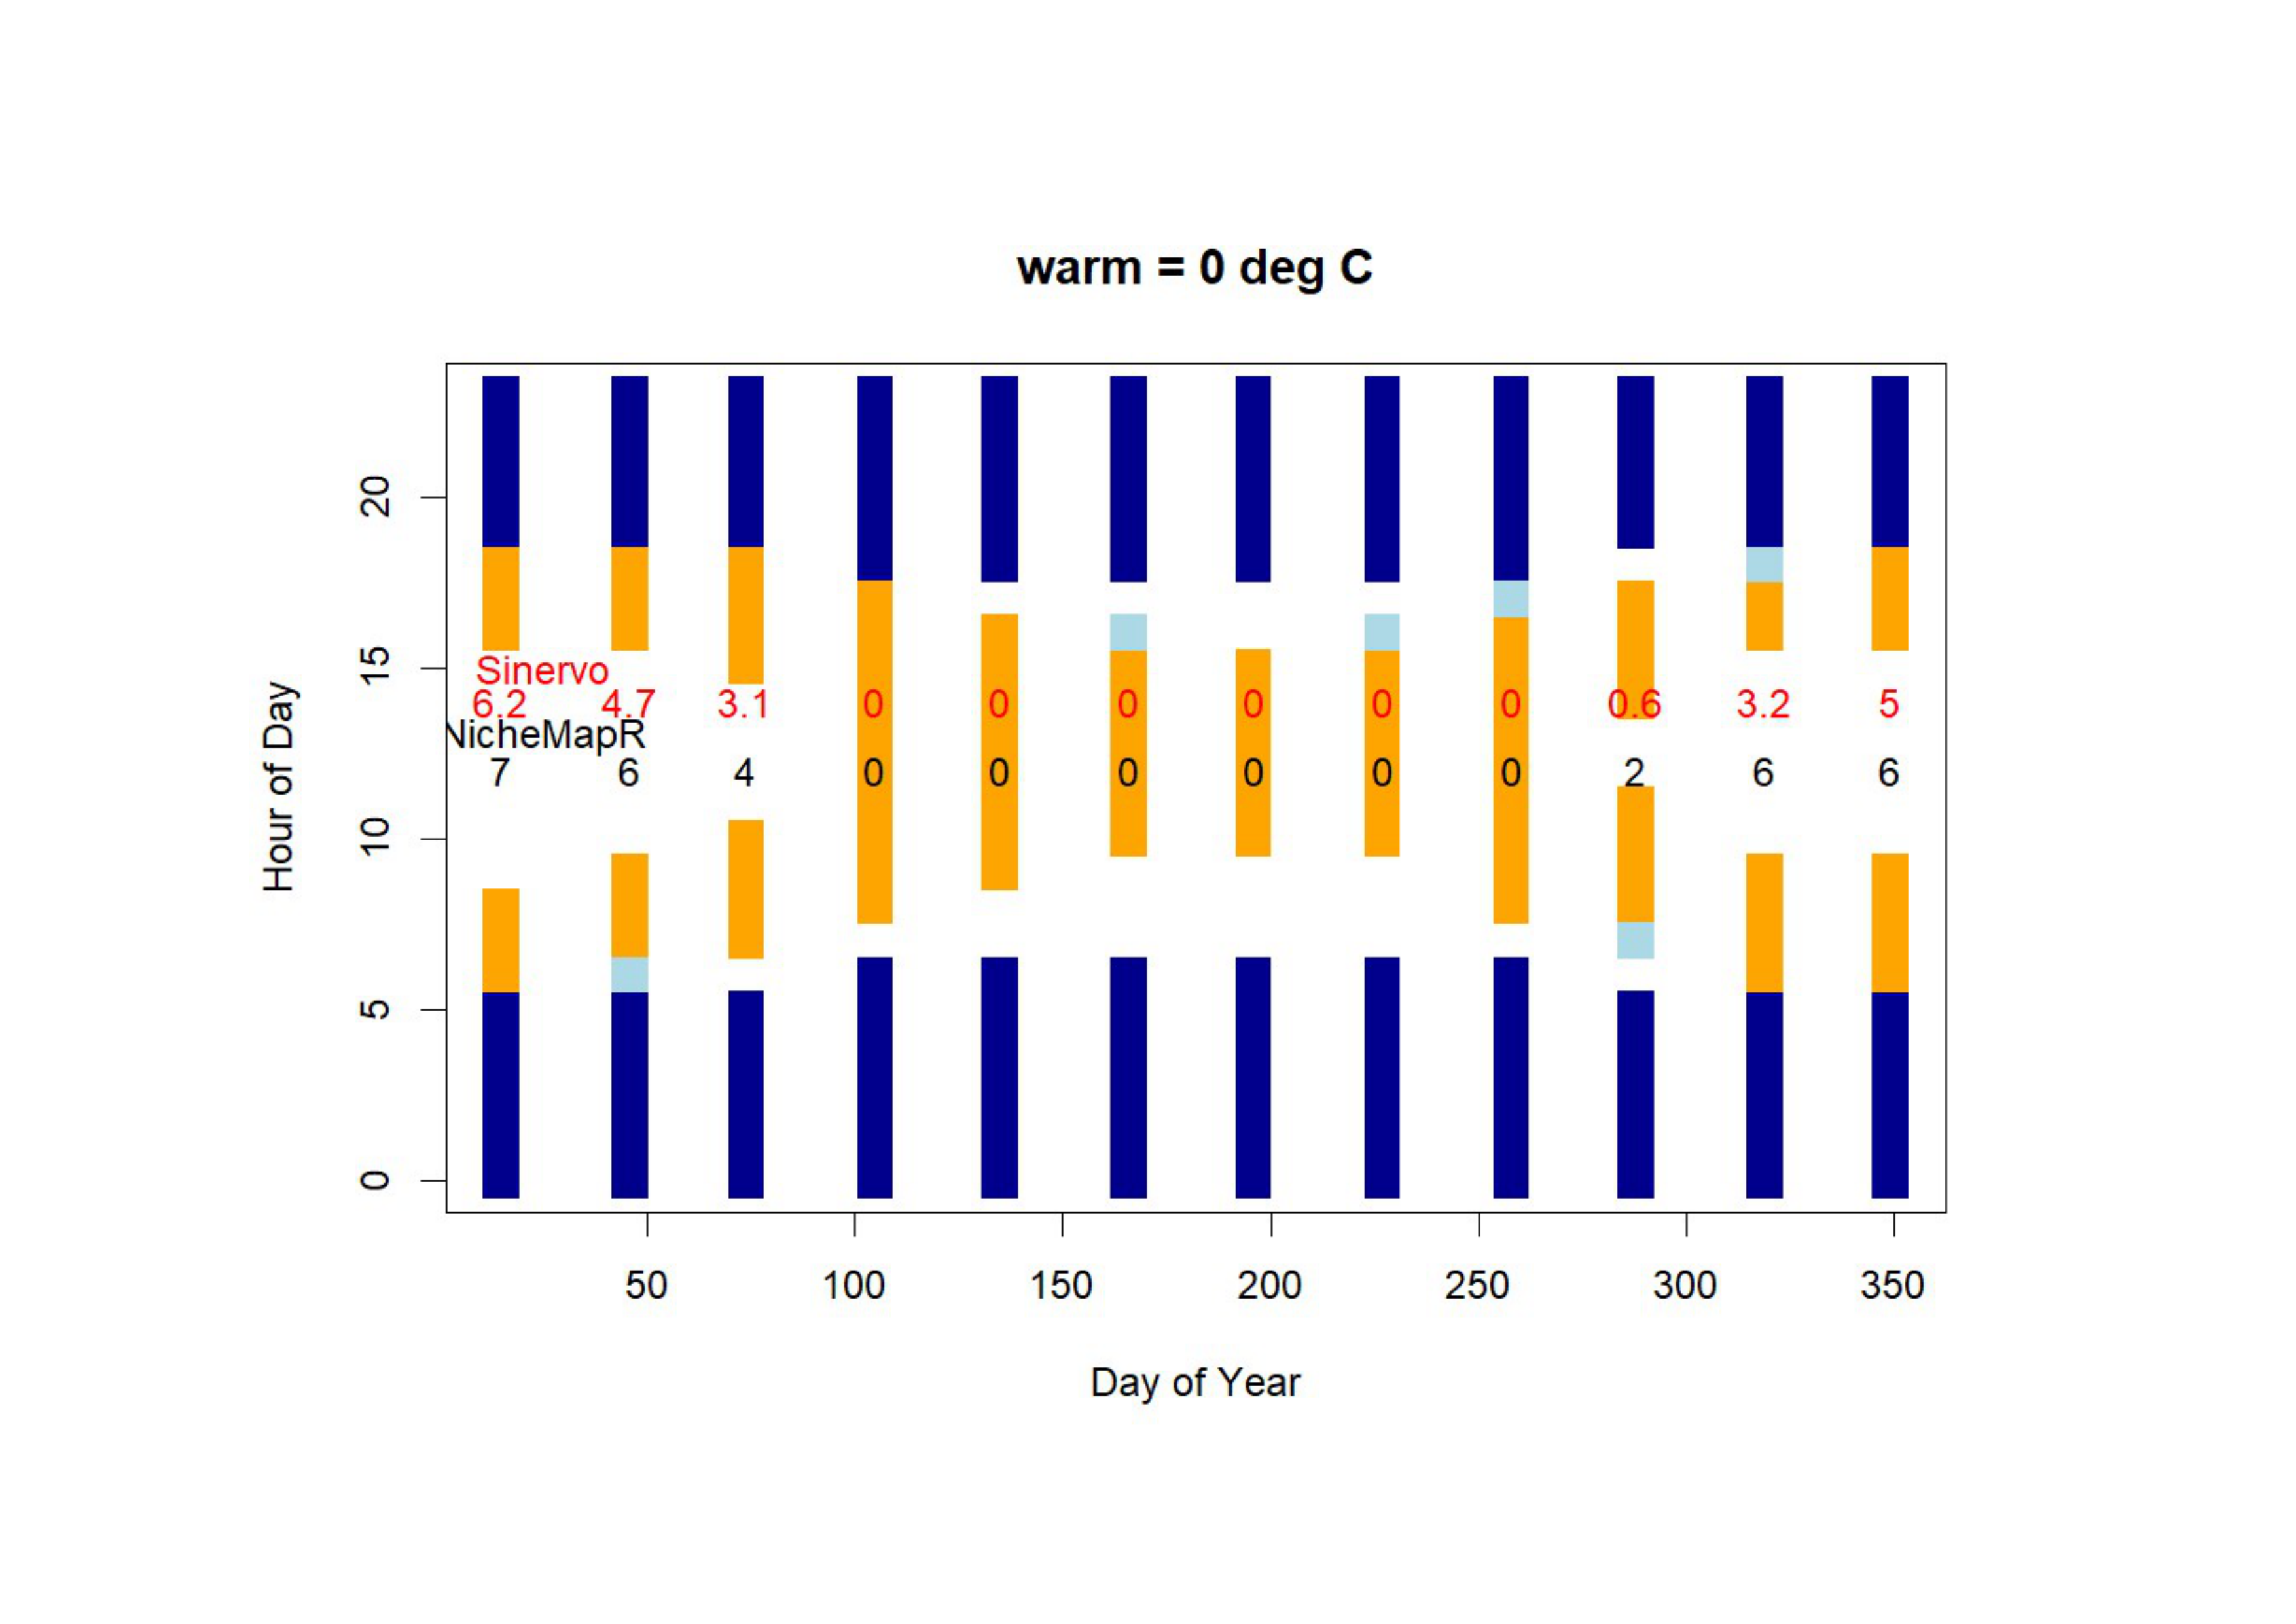 warm = 0 deg C
Hour of Day
20
15
10
5
0
Sinervo
6.2 4.7 3.1 0 0 0 0 0 0 0.6 3.2 5
NicheMapR
7 6 4 0 0 0 0 0 0 2 6 6
50 100 150 200 250 300 350
Day of Year